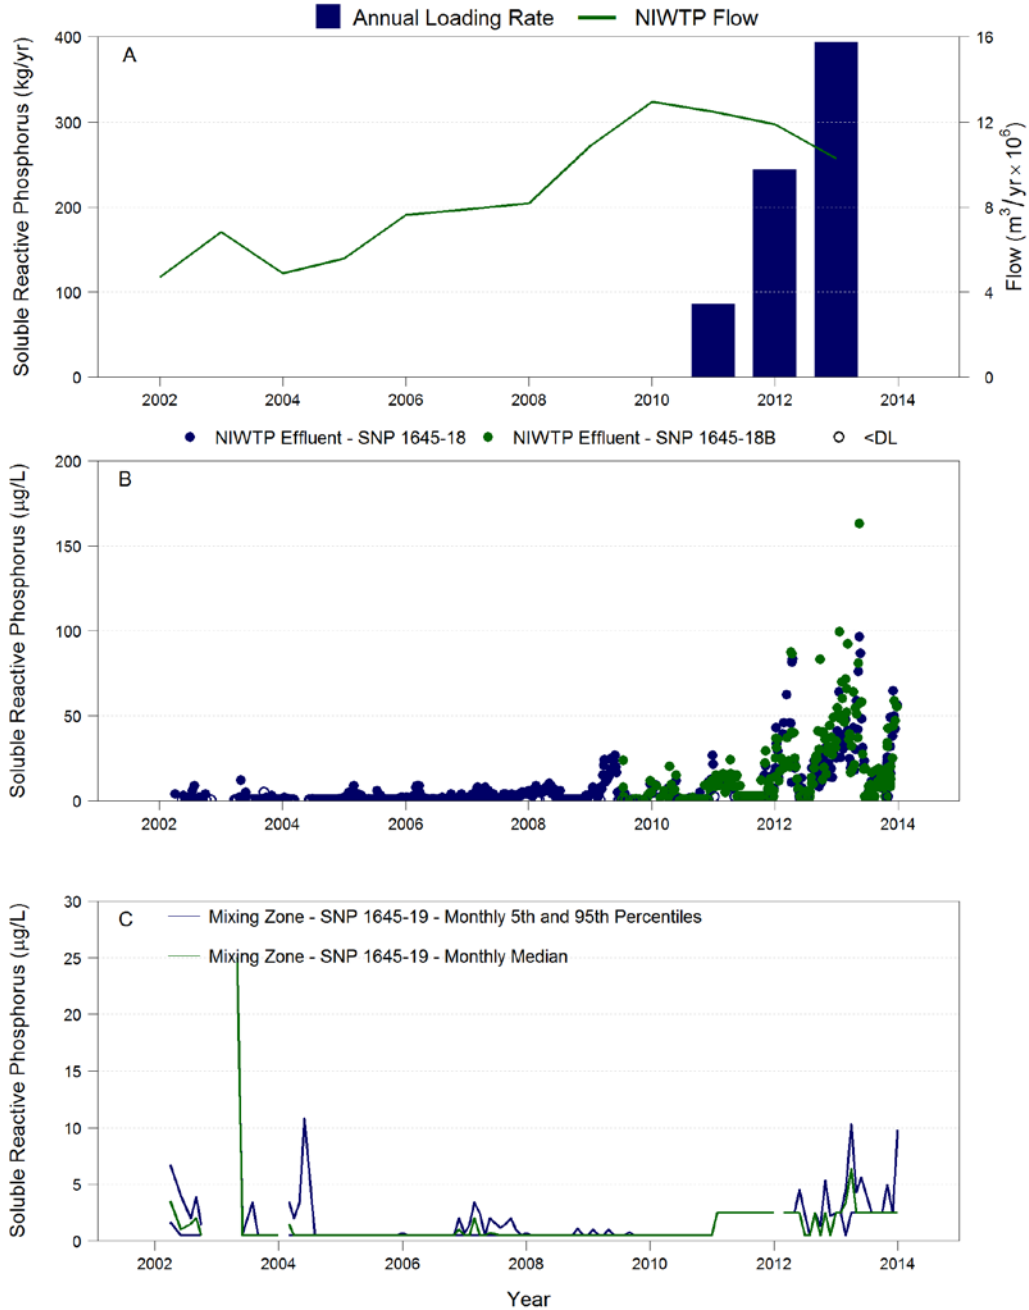 Annual Loading Rate NIWTP Flow
Soluble Reactive Phosphorus (kg/yr)
400
300
200
100
0
A
16
12
8
4
0
Flow (m³/yr × 10⁶)
2002 2004 2006 2008 2010 2012 2014
NIWTP Effluent - SNP 1645-18 NIWTP Effluent - SNP 1645-18B <DL
Soluble Reactive Phosphorus (µg/L)
200
150
100
50
0
B
2002 2004 2006 2008 2010 2012 2014
Soluble Reactive Phosphorus (µg/L)
30
25
20
15
10
5
0
C
Mixing Zone - SNP 1645-19 - Monthly 5th and 95th Percentiles
Mixing Zone - SNP 1645-19 - Monthly Median
2002 2004 2006 2008 2010 2012 2014
Year